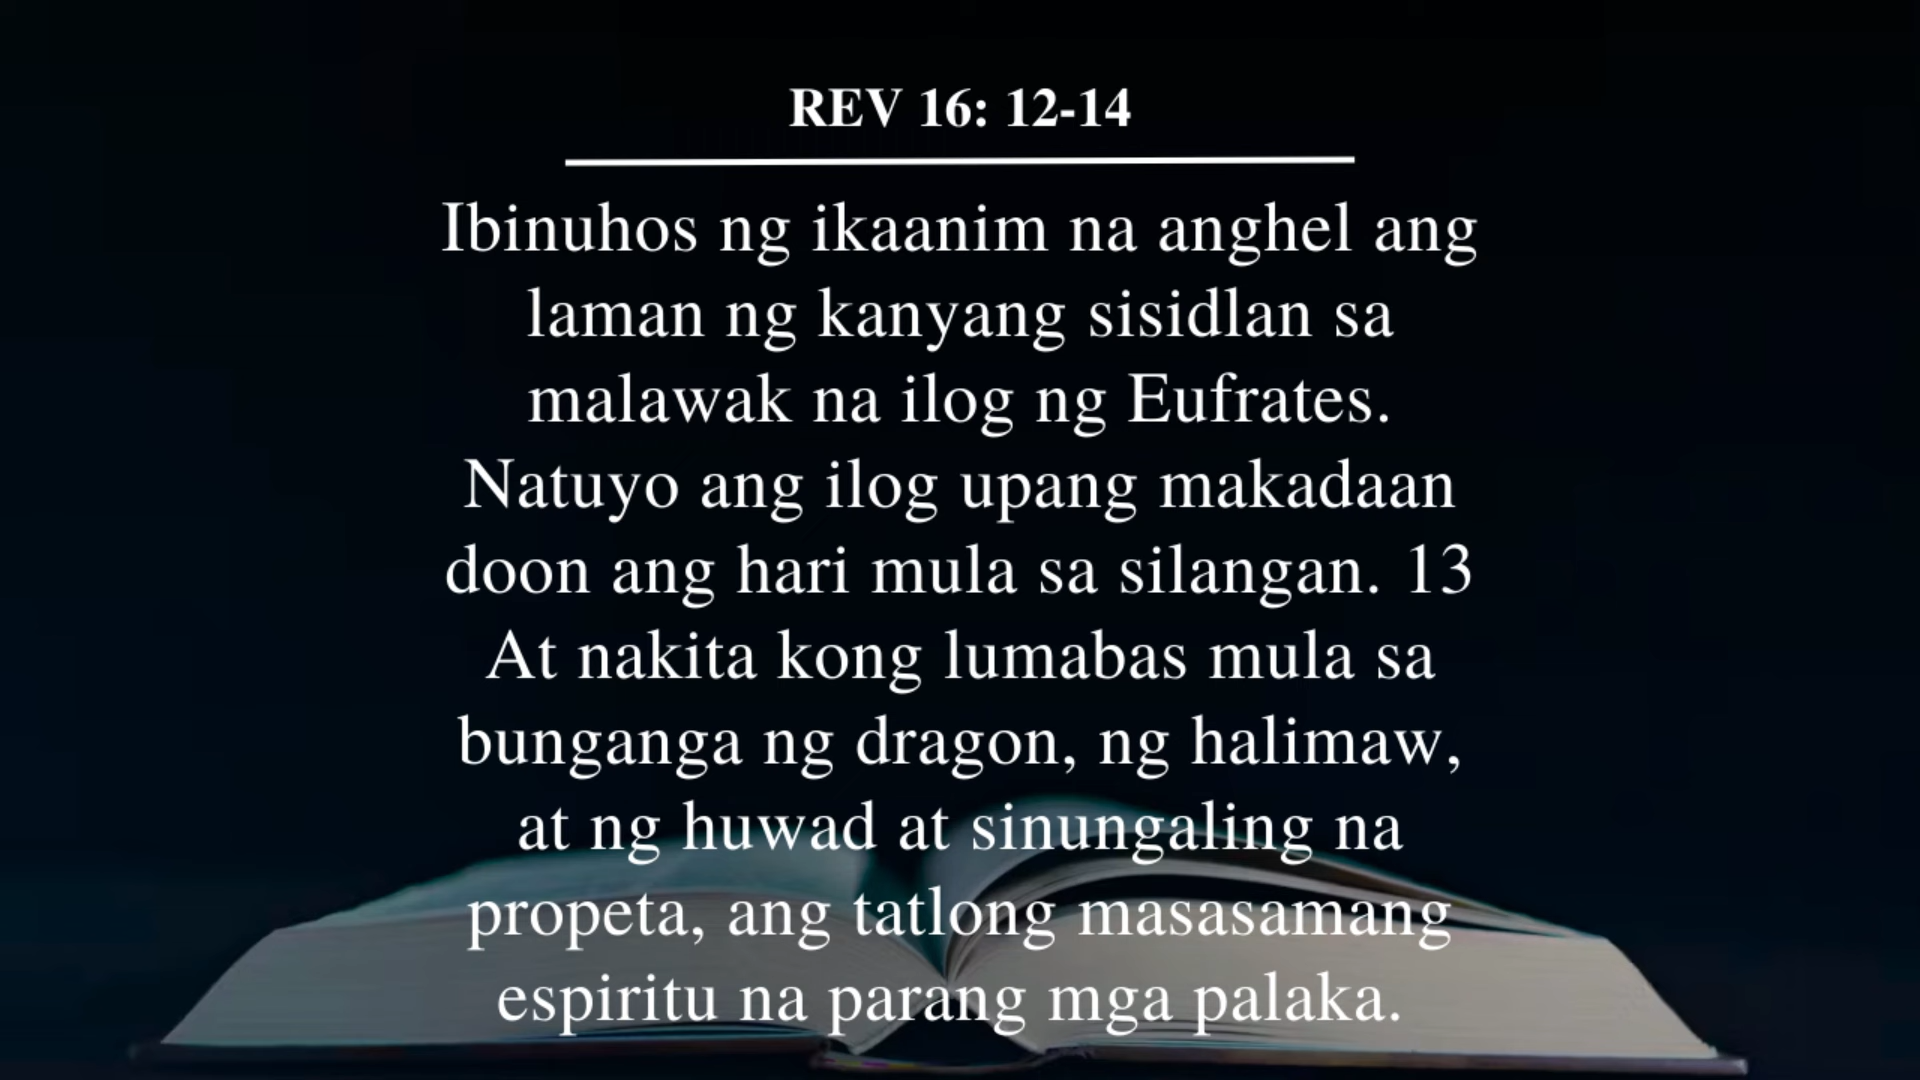 REV 16: 12-14
Ibinuhos ng ikaanim na anghel ang
laman ng kanyang sisidlan sa
malawak na ilog ng Eufrates.
Natuyo ang ilog upang makadaan
doon ang hari mula sa silangan. 13
At nakita kong lumabas mula sa
bunganga ng dragon, ng halimaw,
at ng huwad at sinungaling na
propeta, ang tatlong masasamang
espiritu na parang mga palaka.